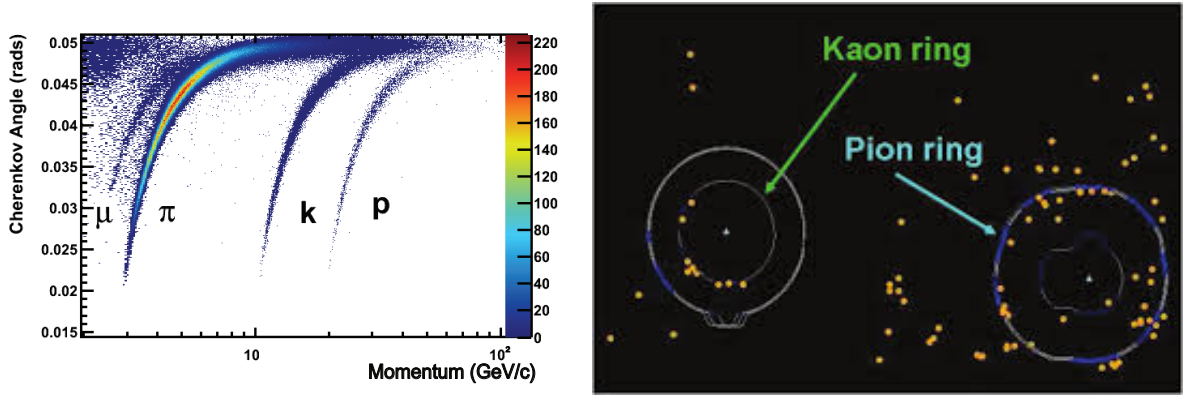 Cherenkov Angle (rads)
0.05
0.045
0.04
0.035
0.03
0.025
0.02
0.015
μ
π
k
p
10
10²
Momentum (GeV/c)
220
200
180
160
140
120
100
80
60
40
20
0
Kaon ring
Pion ring